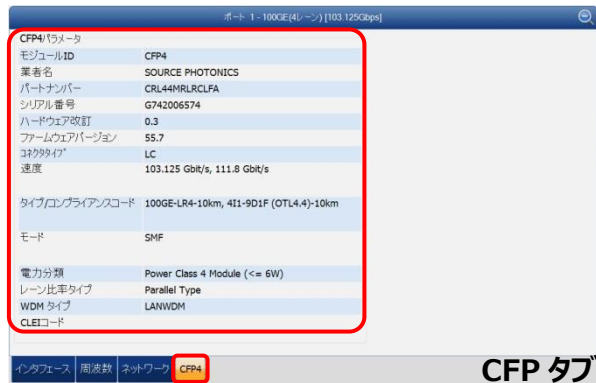 ポート 1 - 100GE(4レーン) [103.125Gbps]
CFP4パラメータ
モジュールID CFP4
業者名 SOURCE PHOTONICS
パートナンバー CRL44MRLRCLFA
シリアル番号 G742006574
ハードウェア改訂 0.3
ファームウェアバージョン 55.7
コネクタタイプ LC
速度 103.125 Gbit/s, 111.8 Gbit/s
タイプ/コンプライアンスコード 100GE-LR4-10km, 4I1-9D1F (OTL4.4)-10km
モード SMF
電力分類 Power Class 4 Module (<= 6W)
レーン比率タイプ Parallel Type
WDM タイプ LANWDM
CLEIコード
インタフェース 周波数 ネットワーク CFP4
CFP タブ